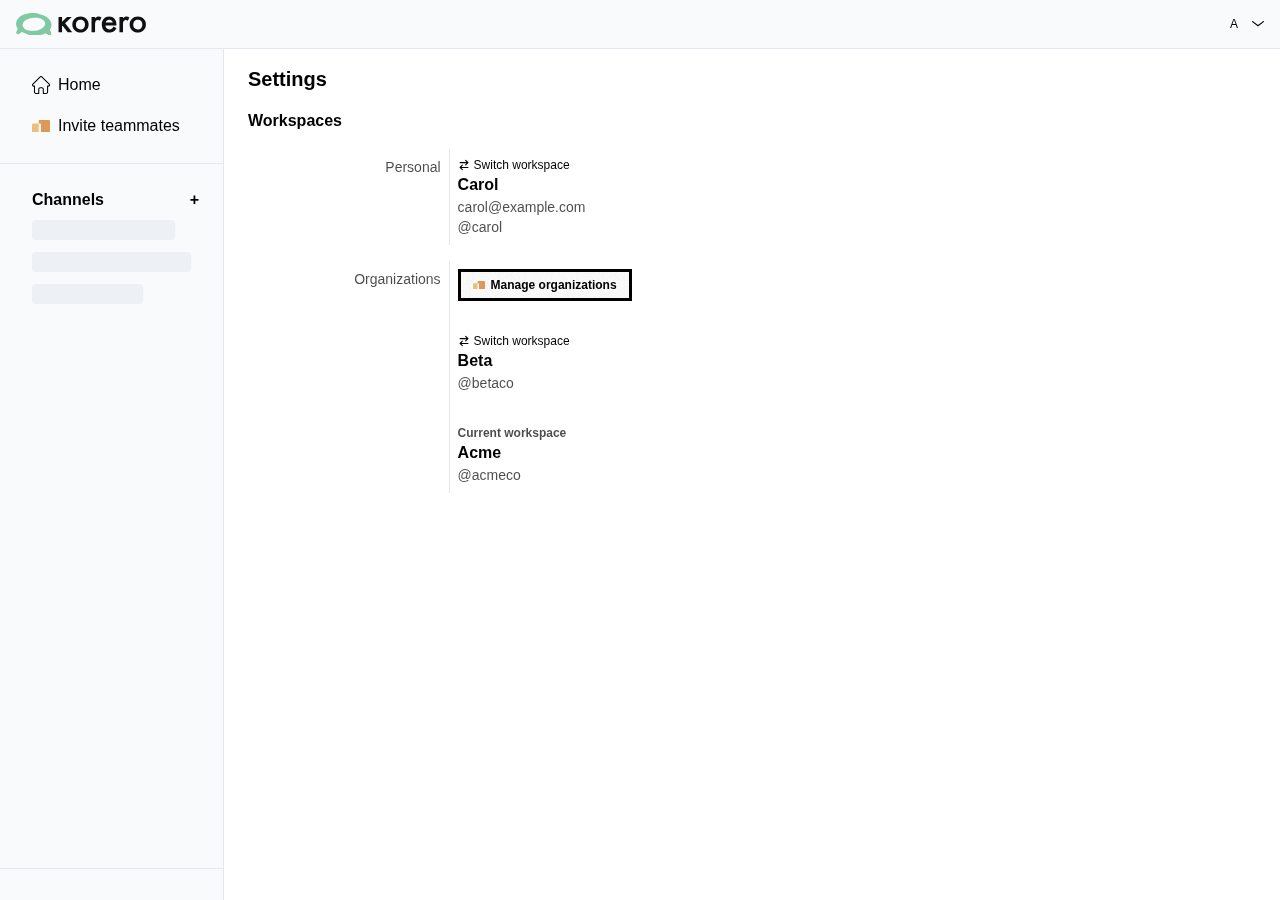 korero
A
Home
Invite teammates
Channels
+
Settings
Workspaces
Personal
Switch workspace
Carol
carol@example.com
@carol
Organizations
Manage organizations
Switch workspace
Beta
@betaco
Current workspace
Acme
@acmeco